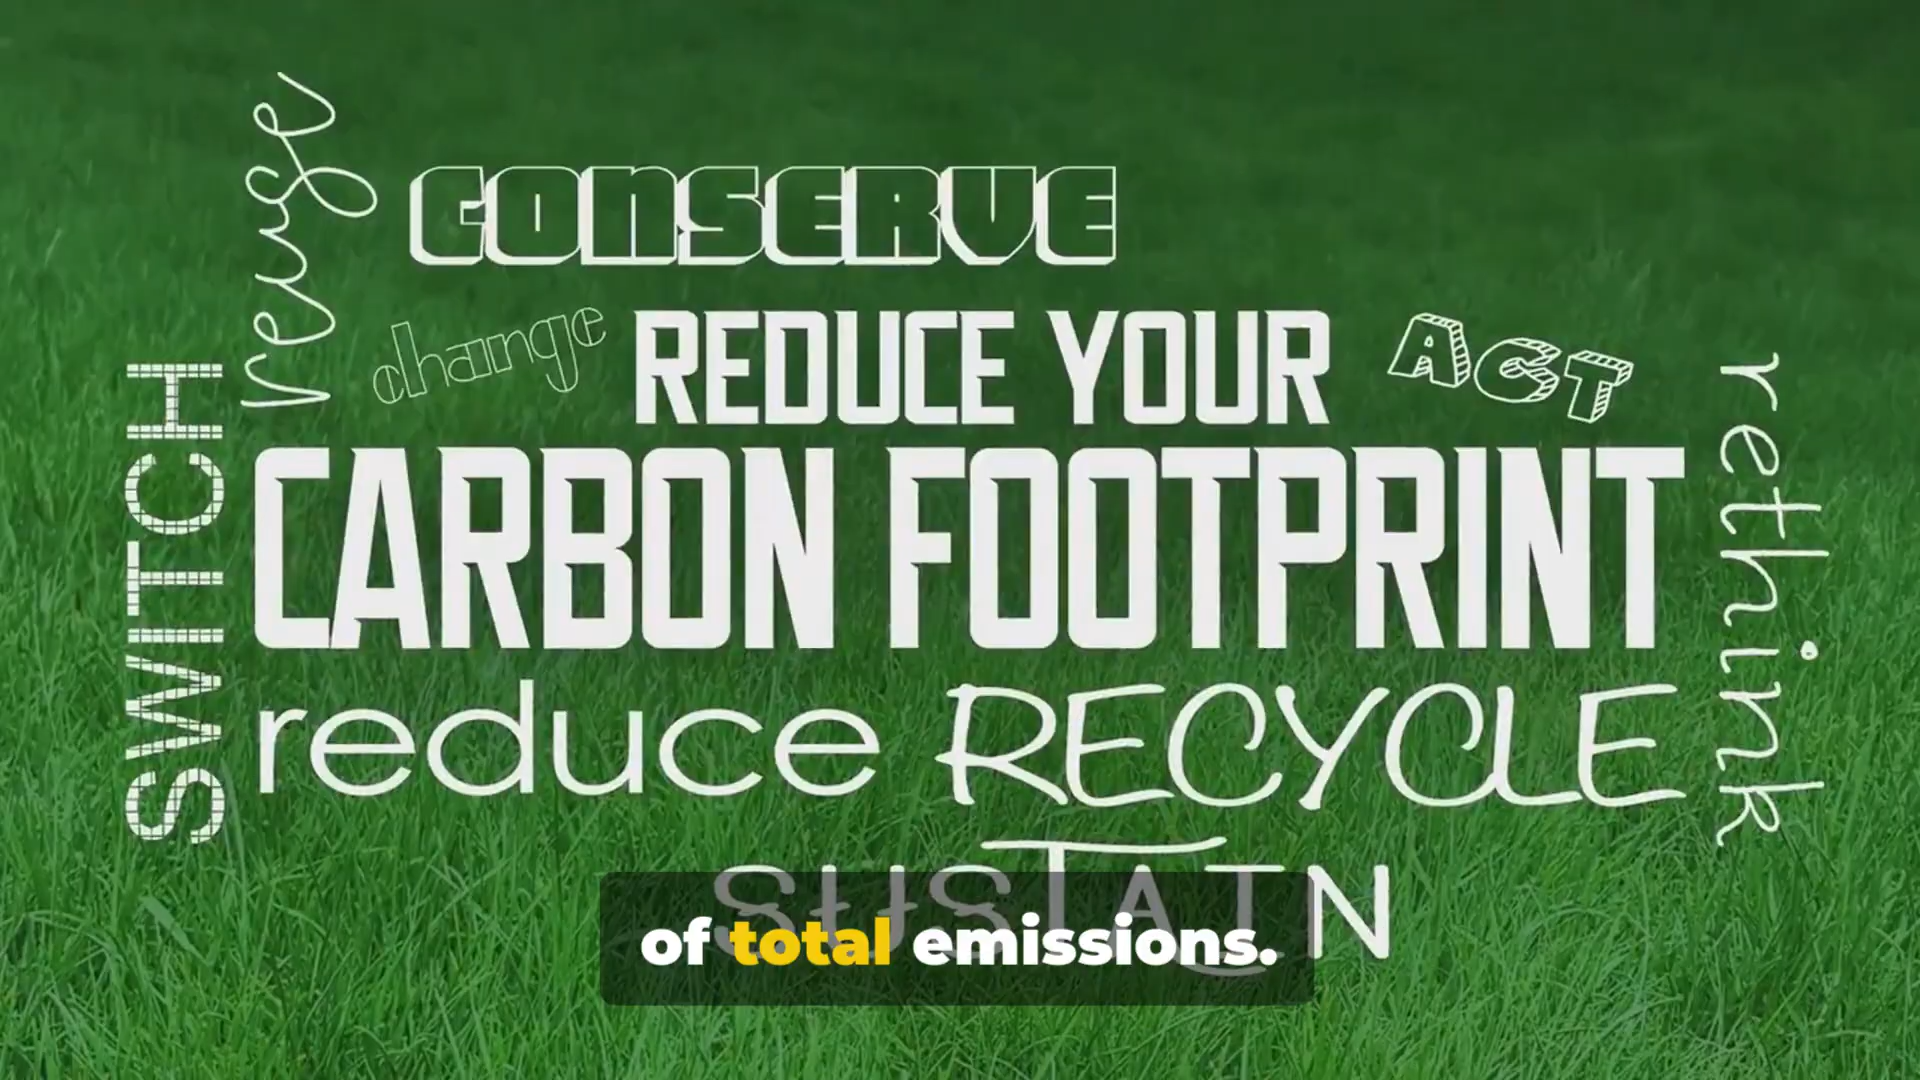 reuse
CONSERVE
change
REDUCE YOUR
ACT
SWITCH
CARBON FOOTPRINT
rethink
reduce RECYCLE
SUSTAIN
of total emissions.